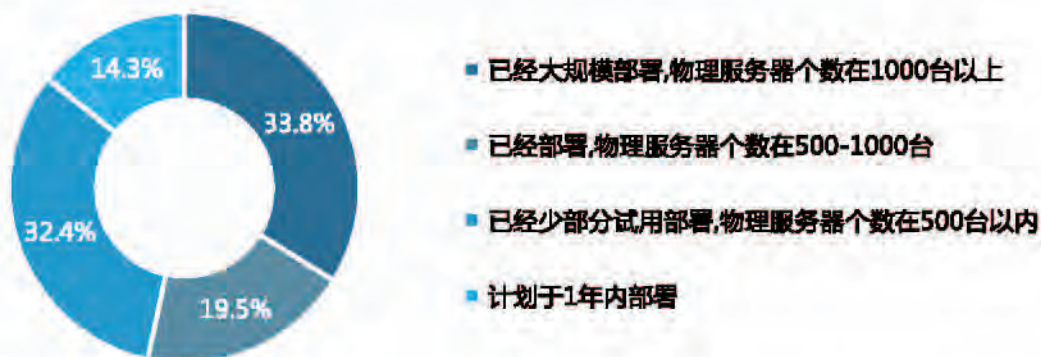 14.3%
33.8%
32.4%
19.5%
已经大规模部署,物理服务器个数在1000台以上
已经部署,物理服务器个数在500-1000台
已经少部分试用部署,物理服务器个数在500台以内
计划于1年内部署